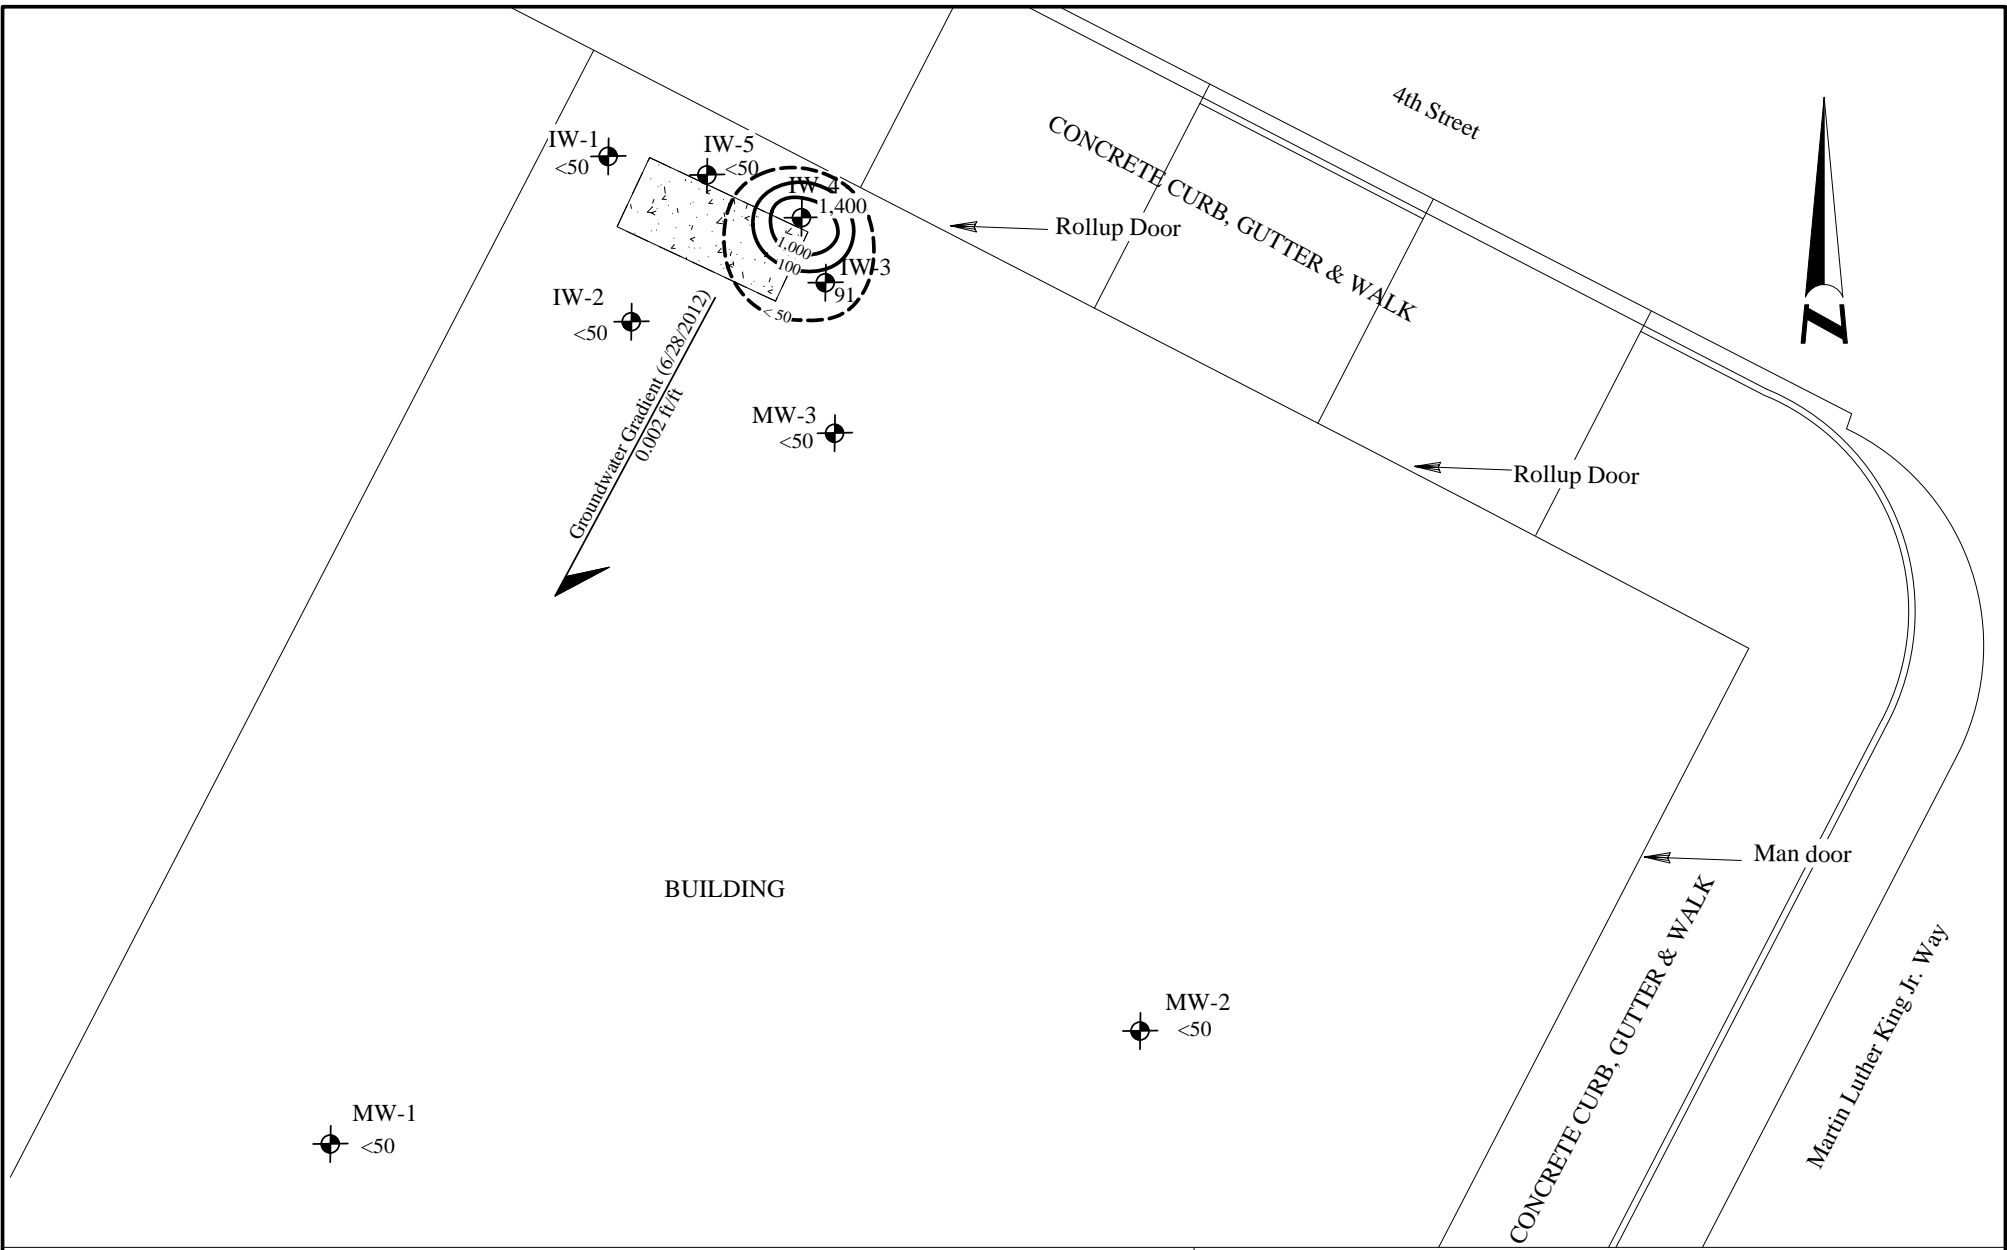 4th Street
CONCRETE CURB, GUTTER & WALK
IW-1
<50
IW-5
<50
IW-4
1,400
1,000
100
IW-3
91
< 50
Rollup Door
IW-2
<50
Groundwater Gradient (6/28/2012)
0.002 ft/ft
MW-3
<50
Rollup Door
N
Man door
BUILDING
CONCRETE CURB, GUTTER & WALK
Martin Luther King Jr. Way
MW-2
<50
MW-1
<50